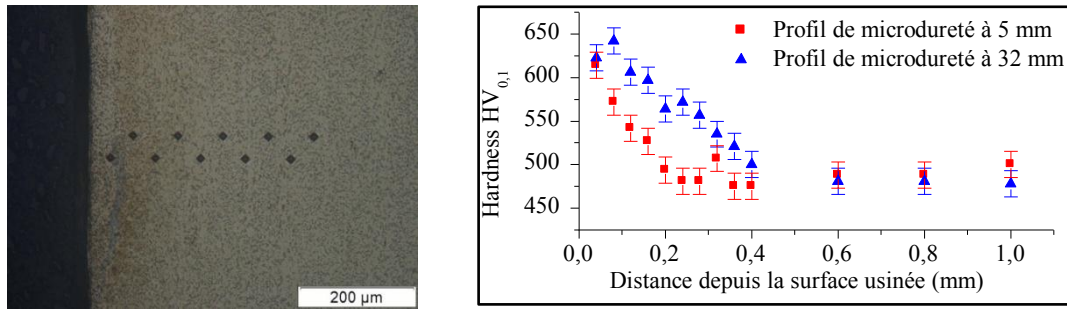 200 µm
Profil de microdureté à 5 mm
Profil de microdureté à 32 mm
Hardness HV0,1
650
600
550
500
450
0,0 0,2 0,4 0,6 0,8 1,0
Distance depuis la surface usinée (mm)